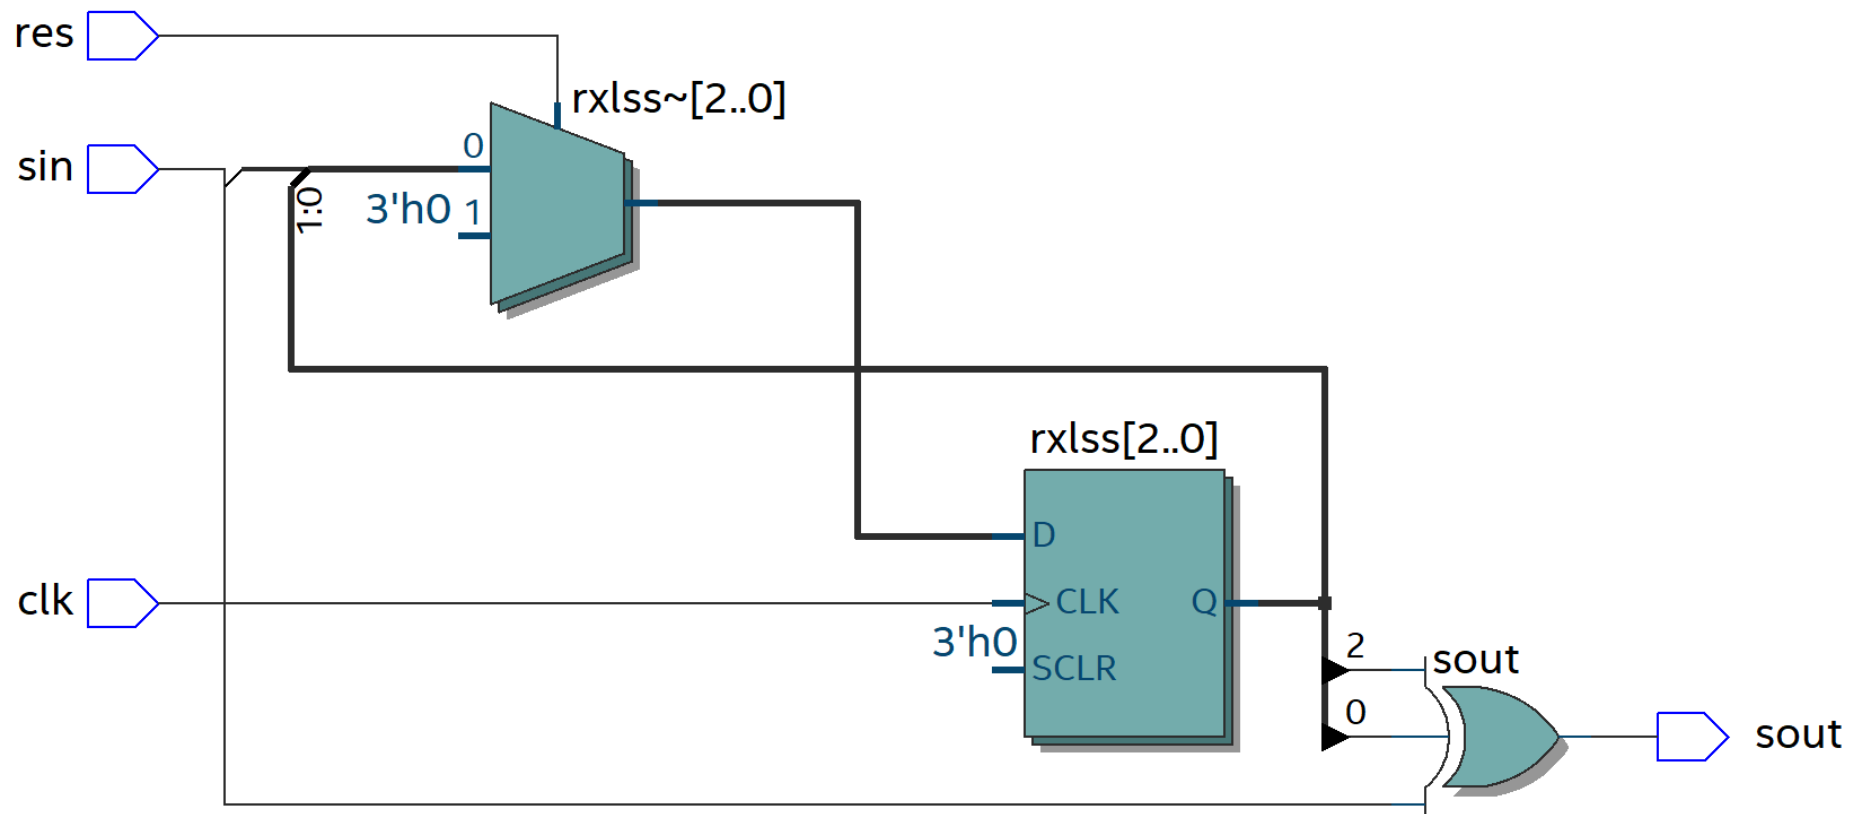 res
rxlss~[2..0]
sin
0
1:0
3'h0
1
rxlss[2..0]
D
clk
CLK
Q
3'h0
SCLR
2
sout
0
sout